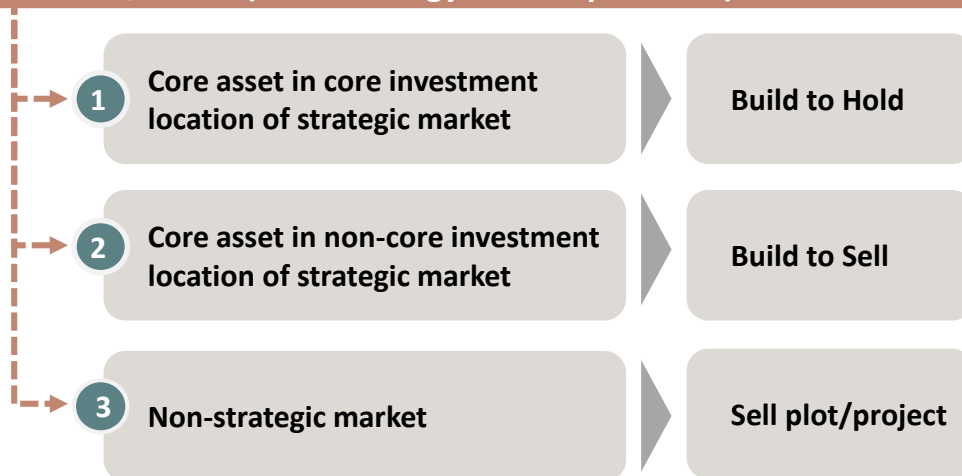 1
Core asset in core investment
location of strategic market
Build to Hold
2
Core asset in non-core investment
location of strategic market
Build to Sell
3
Non-strategic market
Sell plot/project